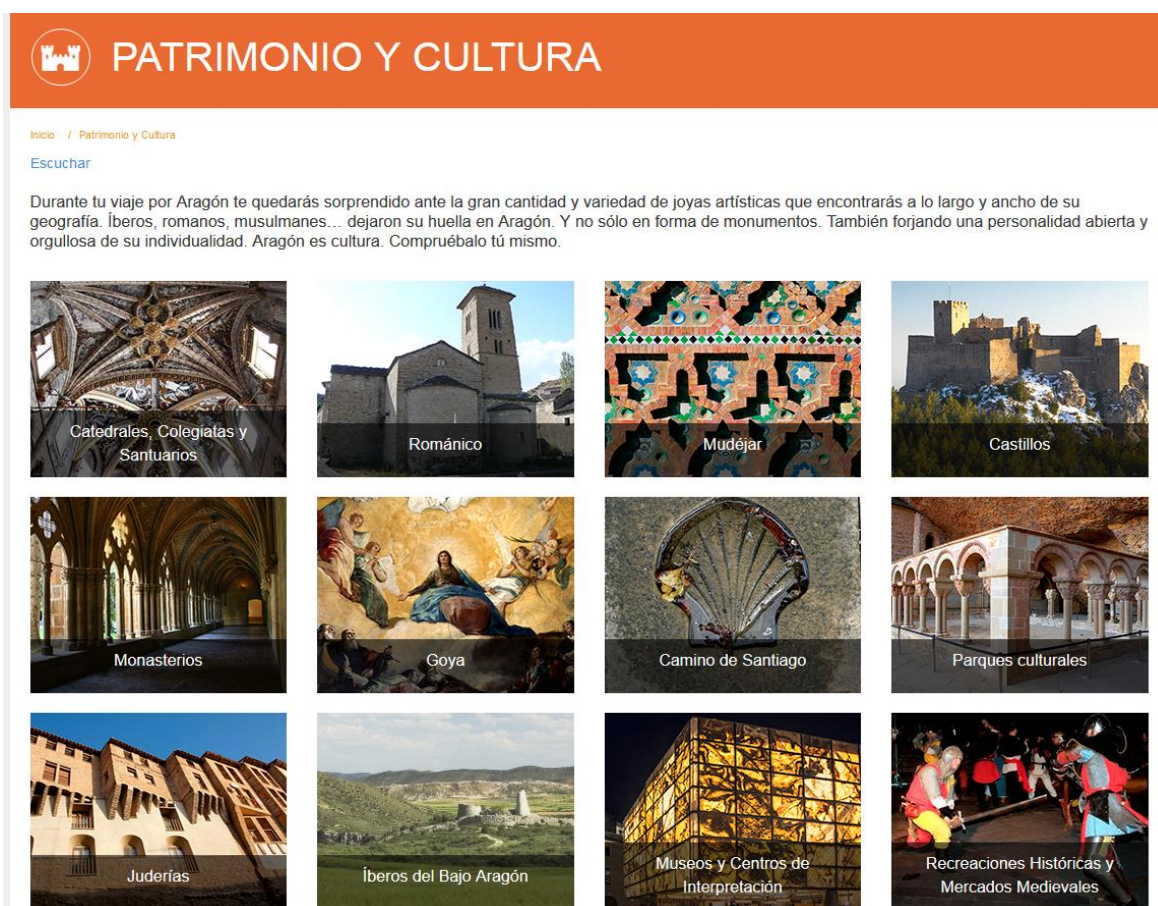 PATRIMONIO Y CULTURA
Inicio / Patrimonio y Cultura
Escuchar
Durante tu viaje por Aragón te quedarás sorprendido ante la gran cantidad y variedad de joyas artísticas que encontrarás a lo largo y ancho de su
geografía. Íberos, romanos, musulmanes… dejaron su huella en Aragón. Y no sólo en forma de monumentos. También forjando una personalidad abierta y
orgullosa de su individualidad. Aragón es cultura. Compruébalo tú mismo.
Catedrales, Colegiatas y
Santuarios
Románico
Mudéjar
Castillos
Monasterios
Goya
Camino de Santiago
Parques culturales
Juderías
Íberos del Bajo Aragón
Museos y Centros de
Interpretación
Recreaciones Históricas y
Mercados Medievales